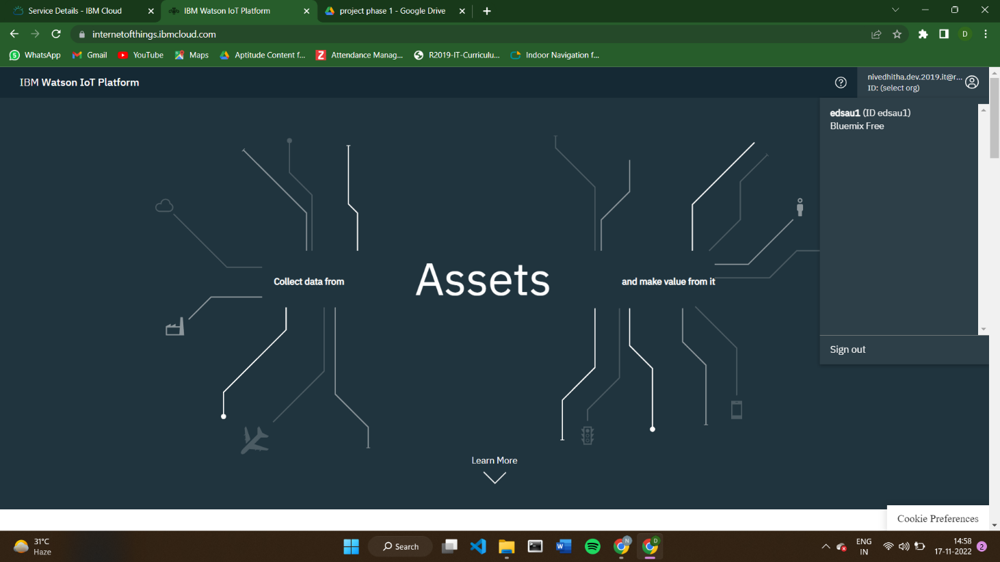 Service Details - IBM Cloud
IBM Watson IoT Platform
project phase 1 - Google Drive
internetofthings.ibmcloud.com
D
WhatsApp
Gmail
YouTube
Maps
Aptitude Content f...
Attendance Manag...
R2019-IT-Curriculu...
Indoor Navigation f...
IBM Watson IoT Platform
nivedhitha.dev.2019.it@r...
ID: (select org)
edsau1 (ID edsau1)
Bluemix Free
Sign out
Collect data from
Assets
and make value from it
Learn More
Cookie Preferences
31°C
Haze
Search
N
D
ENG
IN
14:58
17-11-2022
2